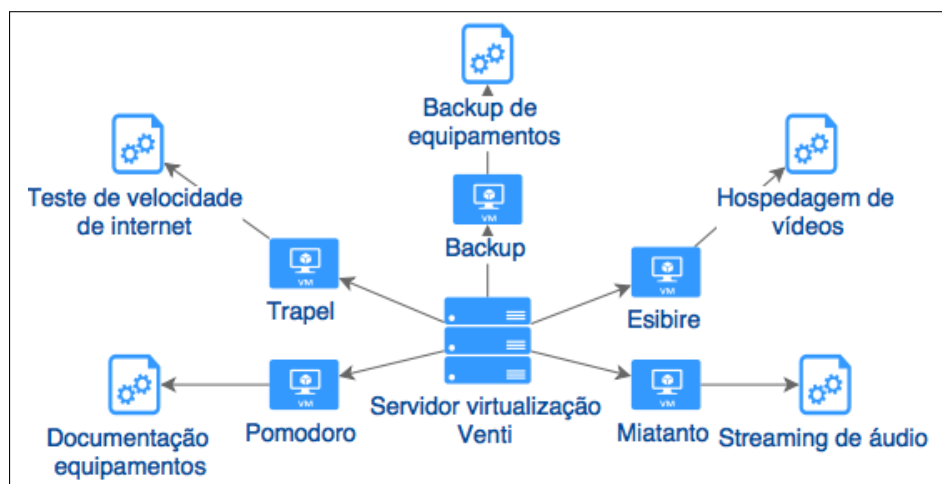 Backup de
equipamentos
VM
Backup
Teste de velocidade
de internet
VM
Trapel
Hospedagem de
vídeos
VM
Esibire
Documentação
equipamentos
VM
Pomodoro
Servidor virtualização
Venti
VM
Miatanto
Streaming de áudio